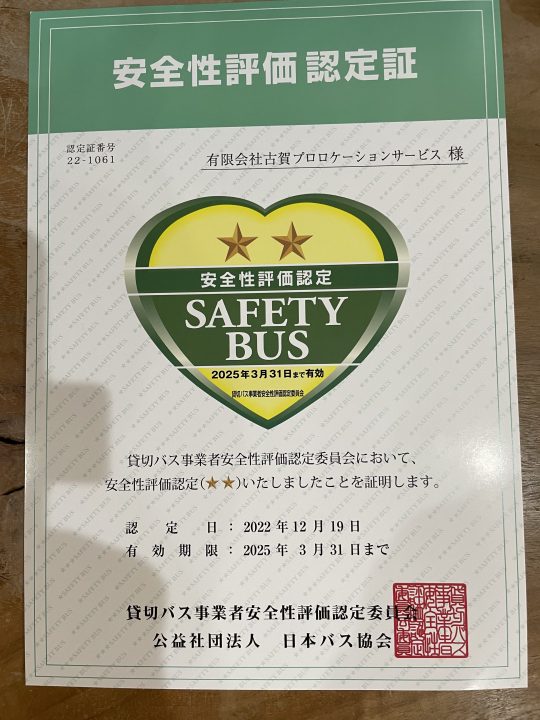 安全性評価 認定証
認定証番号
22-1061
有限会社古賀プロロケーションサービス 様
★★
安全性評価認定
SAFETY
BUS
2025年3月31日まで有効
貸切バス事業者安全性評価認定委員会
貸切バス事業者安全性評価認定委員会において、
安全性評価認定(★★)いたしましたことを証明します。
認 定 日 : 2022 年 12 月 19 日
有 効 期 限 : 2025 年 3 月 31 日まで
貸切バス事業者安全性評価認定委員会
公益社団法人 日本バス協会